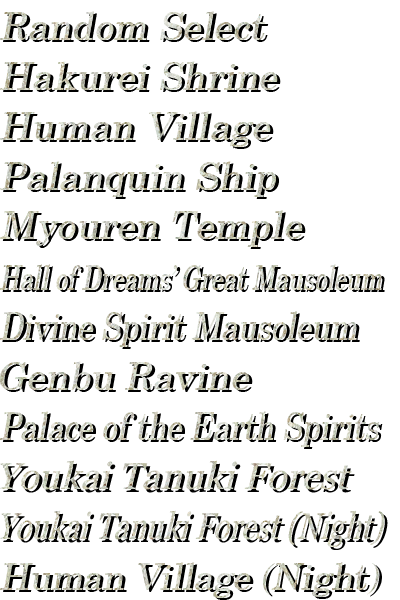 Random Select
Hakurei Shrine
Human Village
Palanquin Ship
Myouren Temple
Hall of Dreams' Great Mausoleum
Divine Spirit Mausoleum
Genbu Ravine
Palace of the Earth Spirits
Youkai Tanuki Forest
Youkai Tanuki Forest (Night)
Human Village (Night)